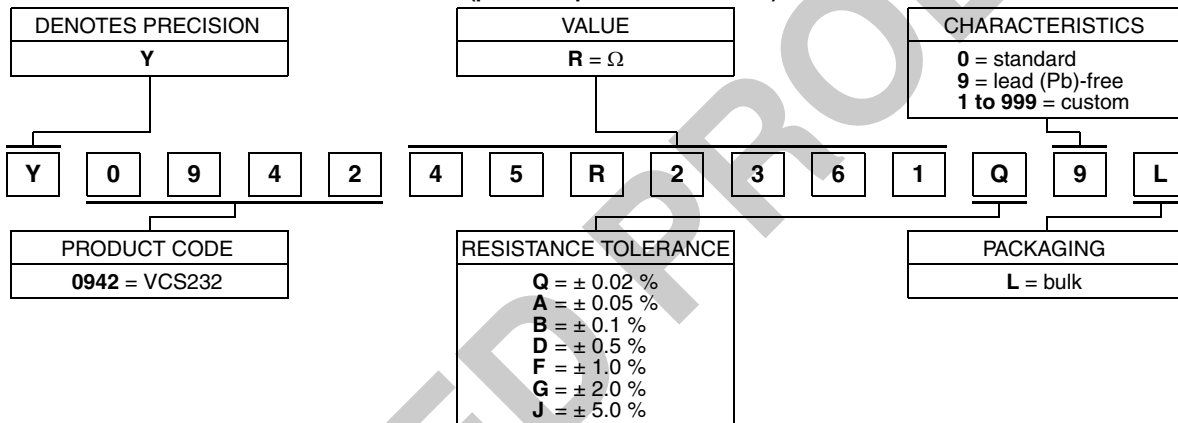 DENOTES PRECISION
Y
VALUE
R = Ω
CHARACTERISTICS
0 = standard
9 = lead (Pb)-free
1 to 999 = custom
Y 0 9 4 2 4 5 R 2 3 6 1 Q 9 L
PRODUCT CODE
0942 = VCS232
RESISTANCE TOLERANCE
Q = ± 0.02 %
A = ± 0.05 %
B = ± 0.1 %
D = ± 0.5 %
F = ± 1.0 %
G = ± 2.0 %
J = ± 5.0 %
PACKAGING
L = bulk